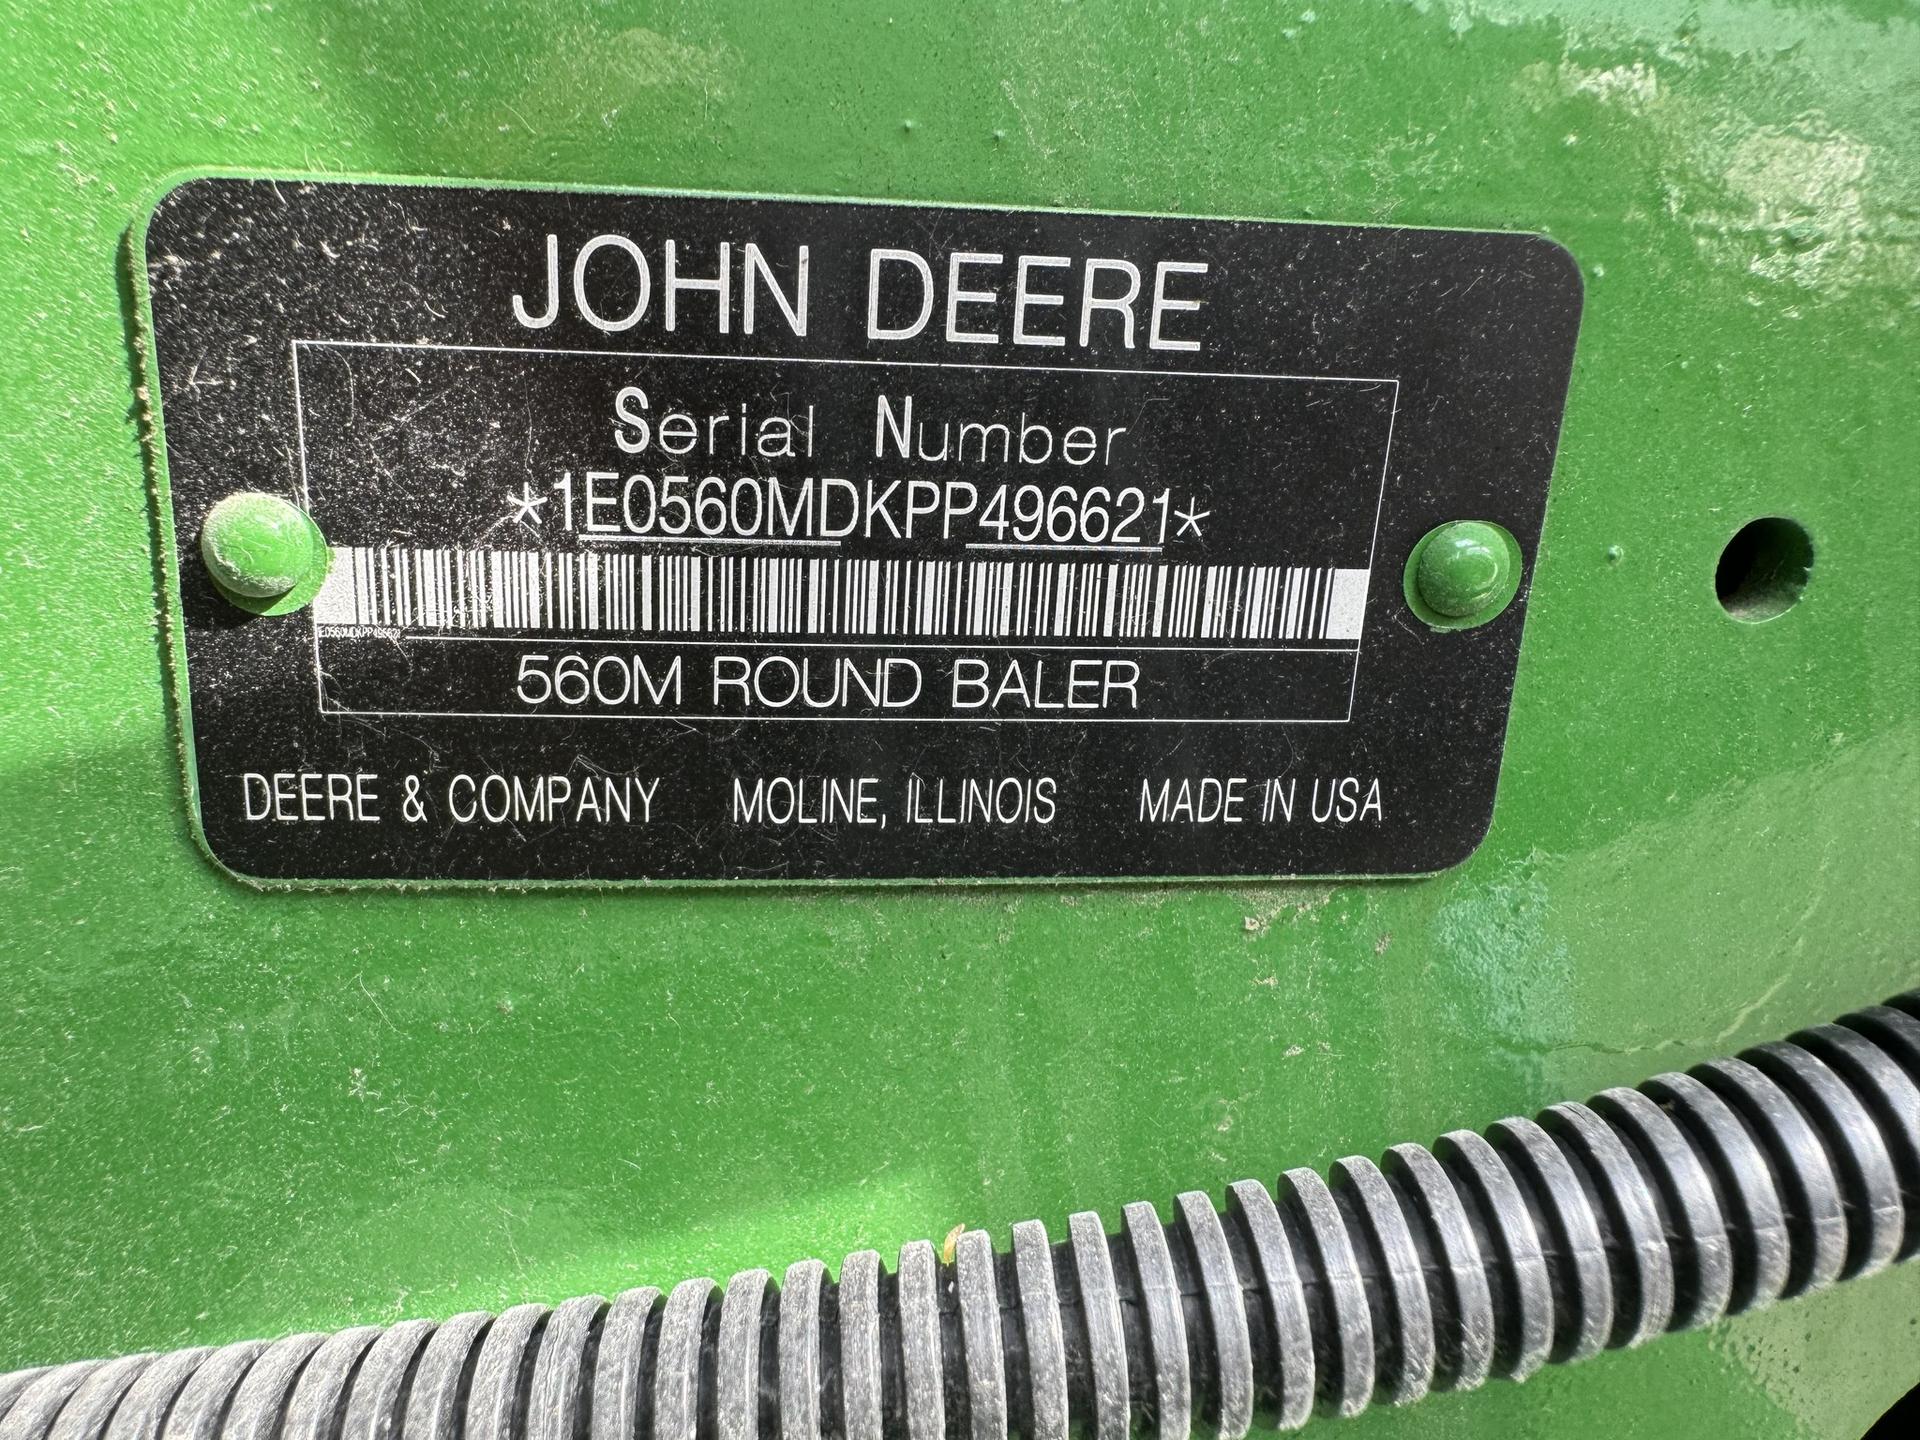 JOHN DEERE
Serial Number
*1E0560MDKPP496621*
560M ROUND BALER
DEERE & COMPANY MOLINE, ILLINOIS MADE IN USA